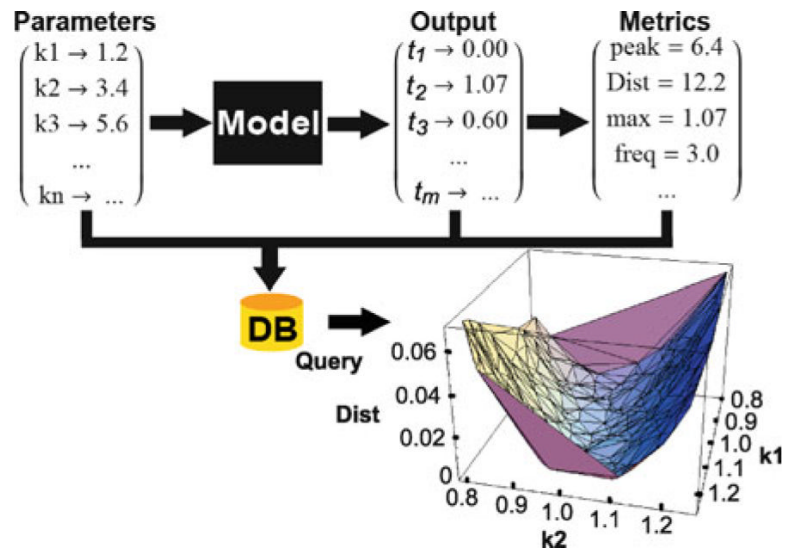 Parameters
k1 → 1.2
k2 → 3.4
k3 → 5.6
...
kn → ...
Model
Output
t1 → 0.00
t2 → 1.07
t3 → 0.60
...
tm → ...
Metrics
peak = 6.4
Dist = 12.2
max = 1.07
freq = 3.0
...
DB
Query
Dist
0.06
0.04
0.02
0
0.8
0.9
1.0
1.1
1.2
k2
0.8
0.9
1.0
1.1
1.2
k1